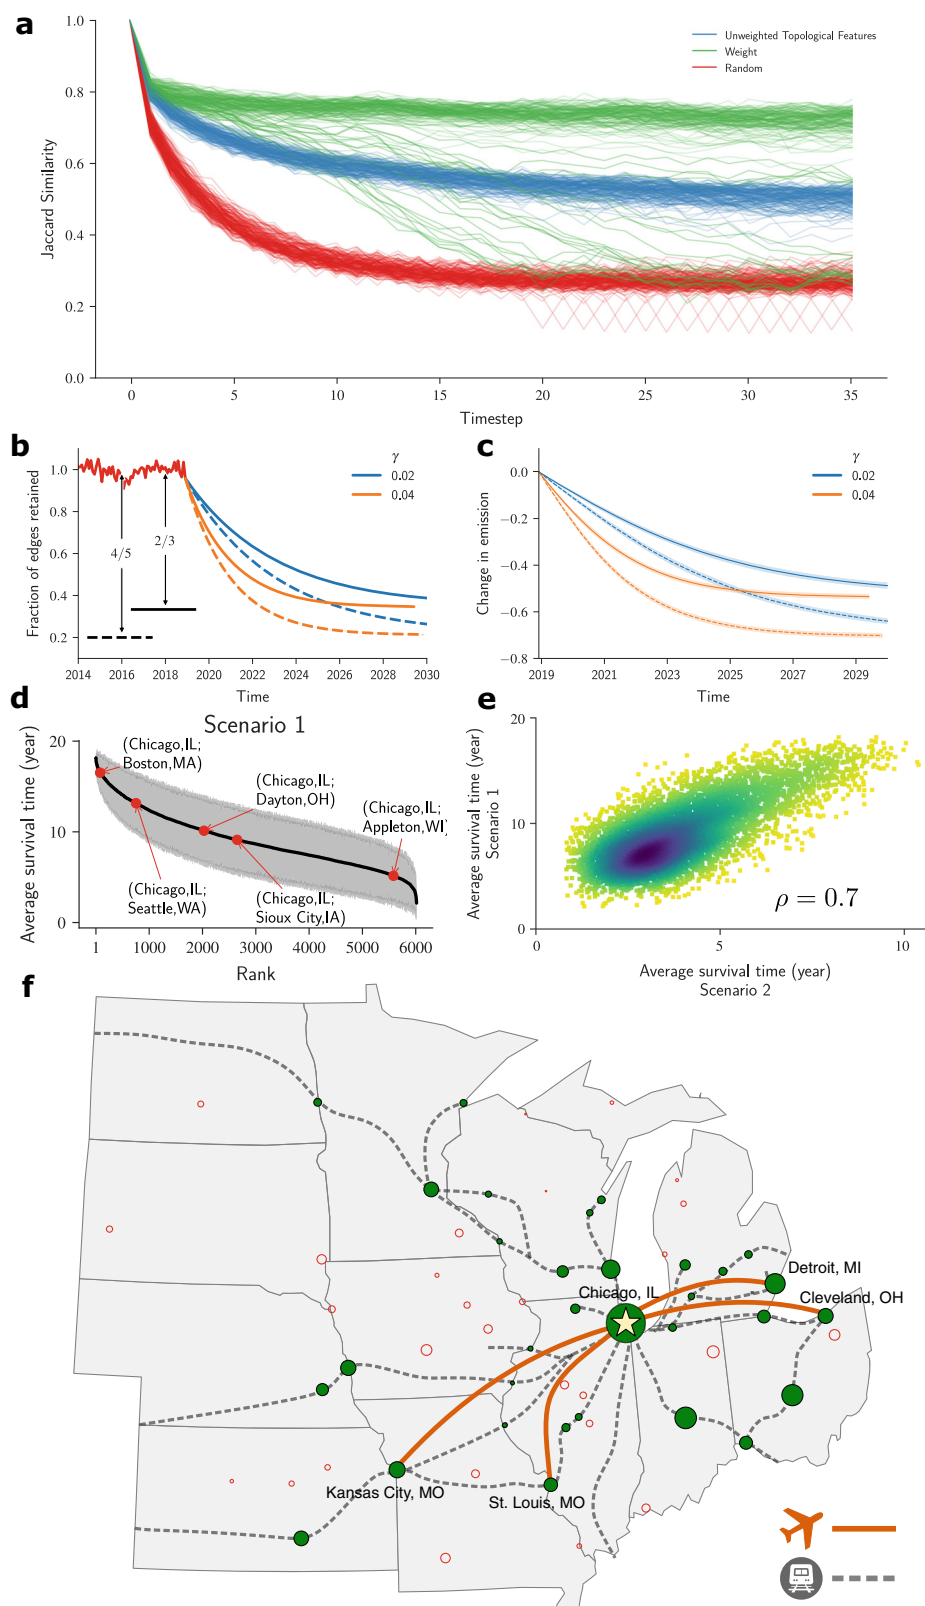 a
1.0
0.8
0.6
0.4
0.2
0.0
Jaccard Similarity
Unweighted Topological Features
Weight
Random
0 5 10 15 20 25 30 35
Timestep
b
1.0
0.8
0.6
0.4
0.2
Fraction of edges retained
γ
0.02
0.04
4/5
2/3
2014 2016 2018 2020 2022 2024 2026 2028 2030
Time
c
0.0
−0.2
−0.4
−0.6
−0.8
Change in emission
γ
0.02
0.04
2019 2021 2023 2025 2027 2029
Time
d
Scenario 1
20
10
0
Average survival time (year)
(Chicago,IL;
Boston,MA)
(Chicago,IL;
Dayton,OH)
(Chicago,IL;
Appleton,WI)
(Chicago,IL;
Seattle,WA)
(Chicago,IL;
Sioux City,IA)
1 1000 2000 3000 4000 5000 6000
Rank
e
20
10
0
Average survival time (year)
Scenario 1
ρ = 0.7
0 5 10
Average survival time (year)
Scenario 2
f
Detroit, MI
Chicago, IL
Cleveland, OH
Kansas City, MO
St. Louis, MO